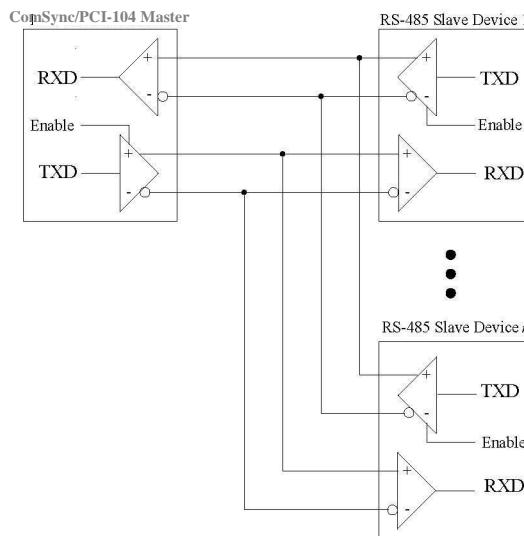 ComSync/PCI-104 Master
RXD
+
-
Enable
TXD
+
-
RS-485 Slave Device
+
-
TXD
Enable
+
-
RXD
RS-485 Slave Device
+
-
TXD
Enable
+
-
RXD